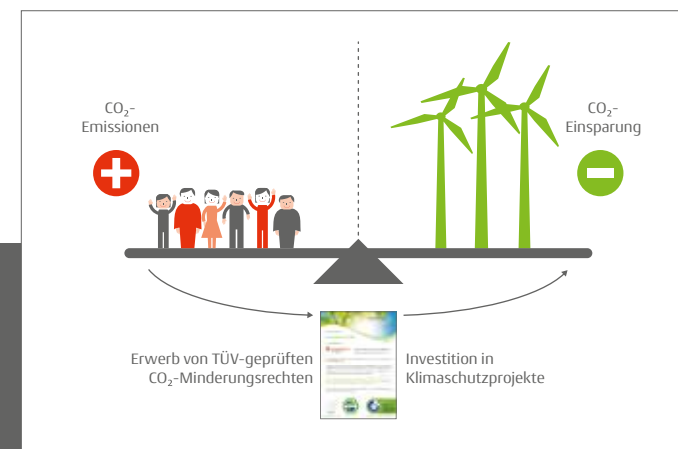 CO₂-
Emissionen
CO₂-
Einsparung
Erwerb von TÜV-geprüften
CO₂-Minderungsrechten
Investition in
Klimaschutzprojekte